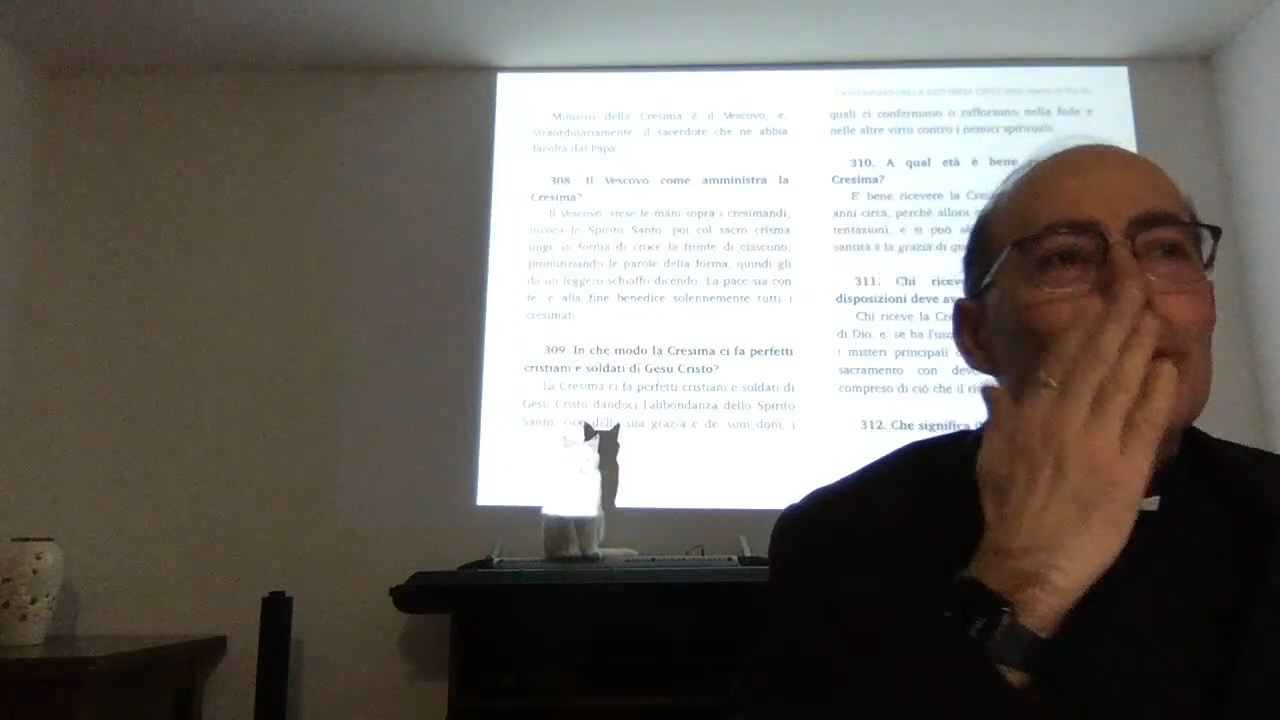 Ministro della Cresima è il Vescovo, e,
straordinariamente il sacerdote che ne abbia
facoltà dal Papa
308 Il Vescovo come amministra la
Cresima?
Il Vescovo, stese le mani sopra i cresimandi,
invoca lo Spirito Santo, poi col sacro crisma
unge in forma di croce la fronte di ciascuno,
pronunziando le parole della forma, quindi gli
dà un leggero schiaffo dicendo: La pace sia con
te, e alla fine benedice solennemente tutti i
cresimati
309 In che modo la Cresima ci fa perfetti
cristiani e soldati di Gesù Cristo?
La Cresima ci fa perfetti cristiani e soldati di
Gesù Cristo dandoci l'abbondanza dello Spirito
Santo, cioè della sua grazia e de' suoi doni, i
CATECHISMO DELLA DOTTRINA CRISTIANA
quali ci confermano o rafforzano nella fede e
nelle altre virtù contro i nemici spirituali
310. A qual età è bene
Cresima?
E' bene ricevere la
anni circa, perchè allora
tentazioni, e si può
santità e la grazia di
311. Chi
disposizioni deve
Chi riceve la
di Dio, e, se ha
i misteri principali
sacramento con
compreso di ciò che il
312. Che significa